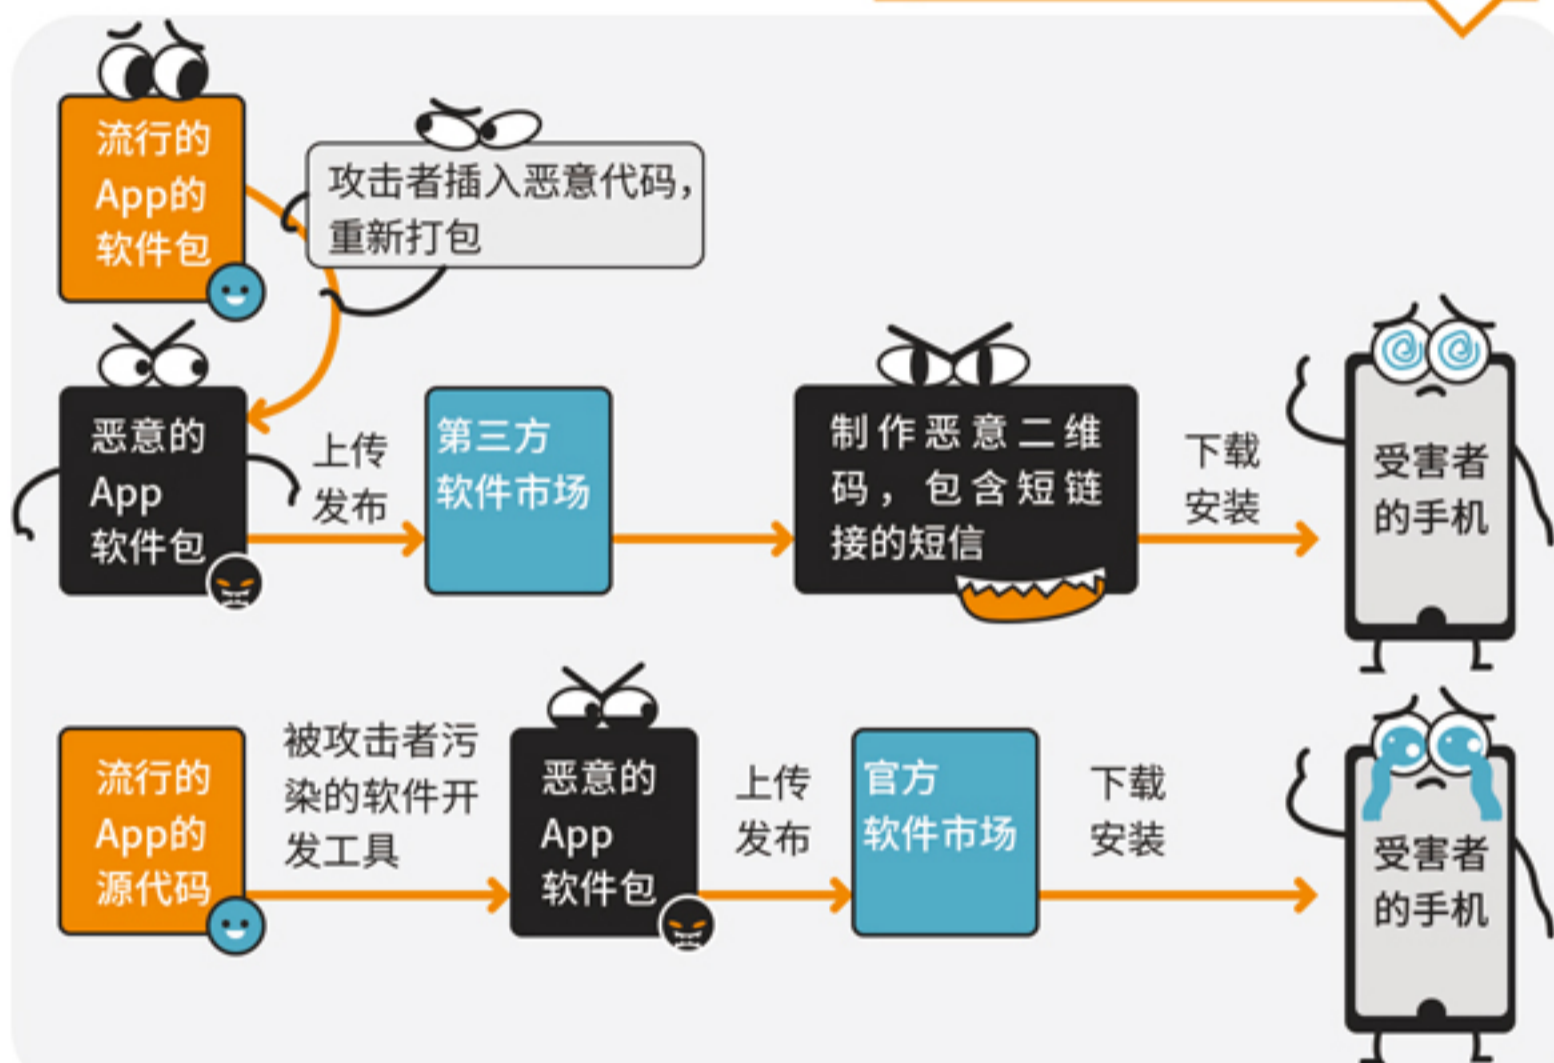 流行的
App的
软件包
攻击者插入恶意代码，
重新打包
恶意的
App
软件包
上传
发布
第三方
软件市场
制作恶意二维
码，包含短链
接的短信
下载
安装
受害者
的手机
流行的
App的
源代码
被攻击者污
染的软件开
发工具
恶意的
App
软件包
上传
发布
官方
软件市场
下载
安装
受害者
的手机